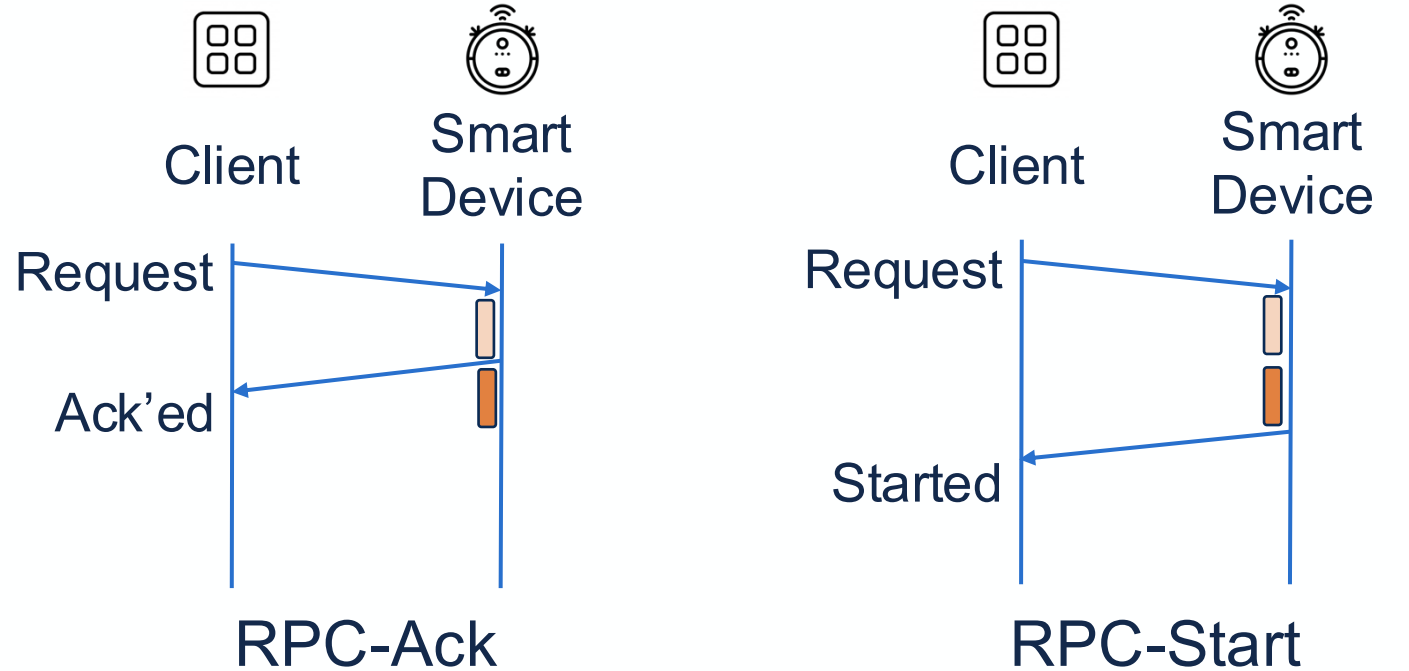 Client
Smart
Device
Request
Ack’ed
RPC-Ack
Client
Smart
Device
Request
Started
RPC-Start